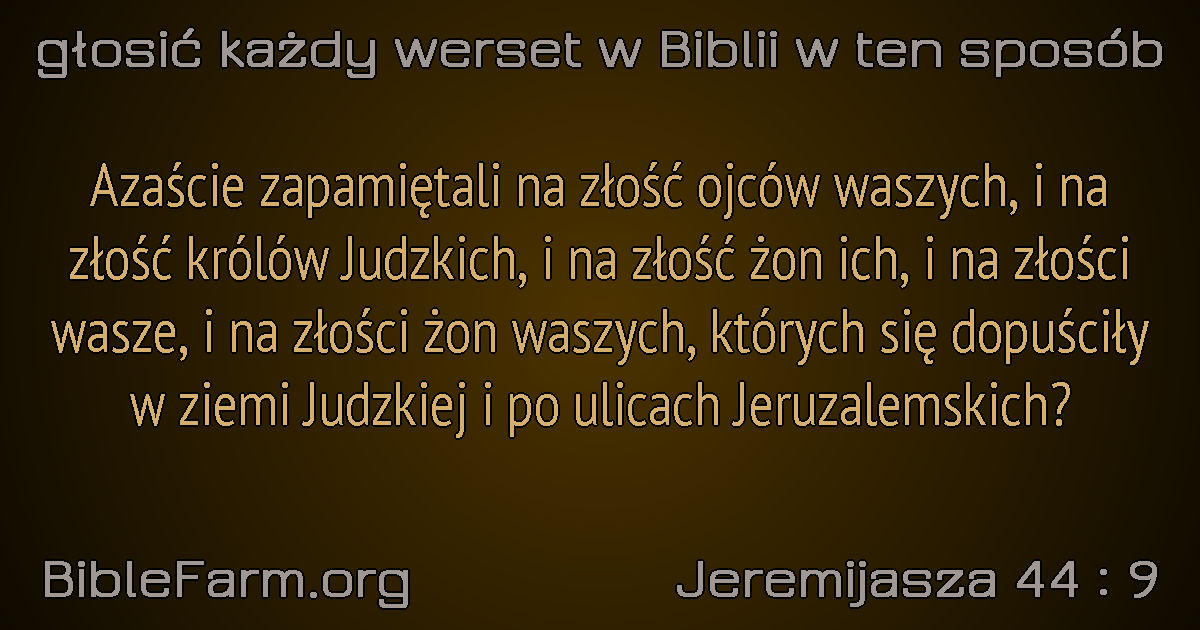 głosić każdy werset w Biblii w ten sposób
Azaście zapamiętali na złość ojców waszych, i na
złość królów Judzkich, i na złość żon ich, i na złości
wasze, i na złości żon waszych, których się dopuściły
w ziemi Judzkiej i po ulicach Jeruzalemskich?
BibleFarm.org
Jeremijasza 44 : 9